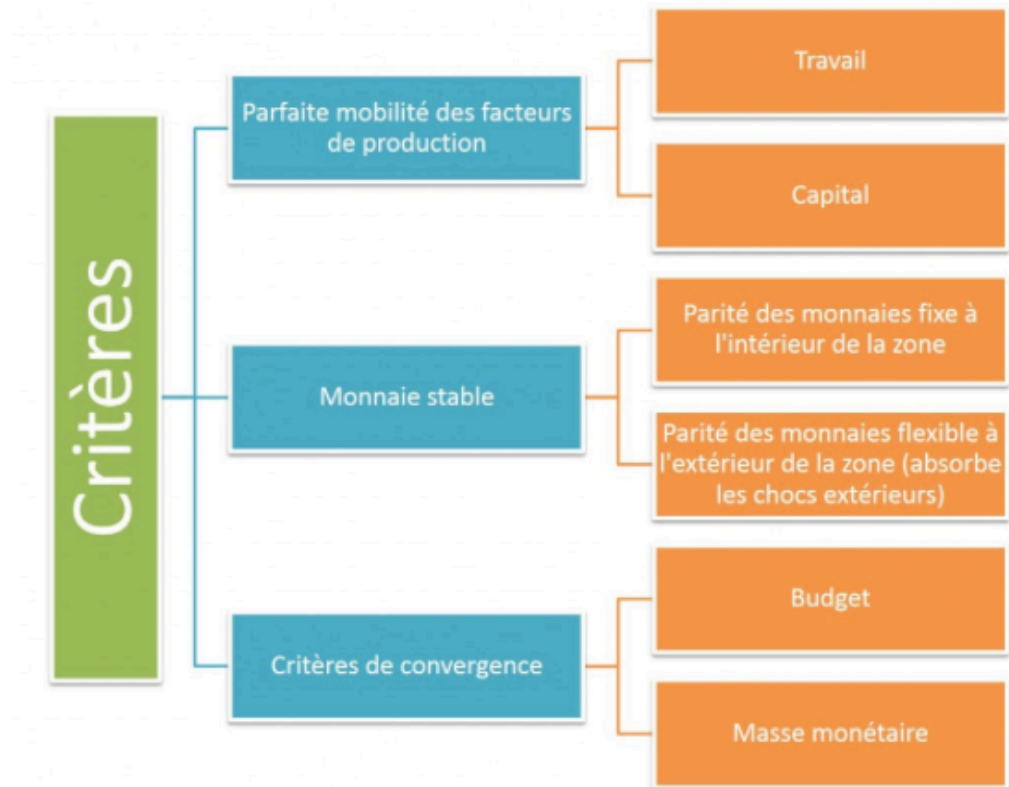 Critères
Parfaite mobilité des facteurs
de production
Travail
Capital
Monnaie stable
Parité des monnaies fixe à
l'intérieur de la zone
Parité des monnaies flexible à
l'extérieur de la zone (absorbe
les chocs extérieurs)
Critères de convergence
Budget
Masse monétaire